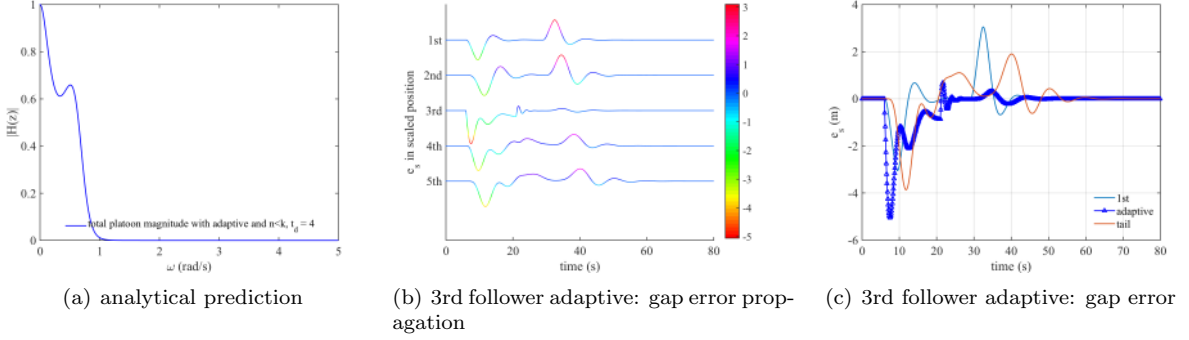 1
0.8
0.6
0.4
0.2
0
|H(z)|
total platoon magnitude with adaptive and n<k, t_d = 4
0 1 2 3 4 5
ω (rad/s)
(a) analytical prediction
e_s in scaled position
1st
2nd
3rd
4th
5th
0 20 40 60 80
time (s)
3
2
1
0
-1
-2
-3
-4
-5
(b) 3rd follower adaptive: gap error prop-
agation
4
2
0
-2
-4
-6
e_s (m)
1st
adaptive
tail
0 10 20 30 40 50 60 70 80
time (s)
(c) 3rd follower adaptive: gap error